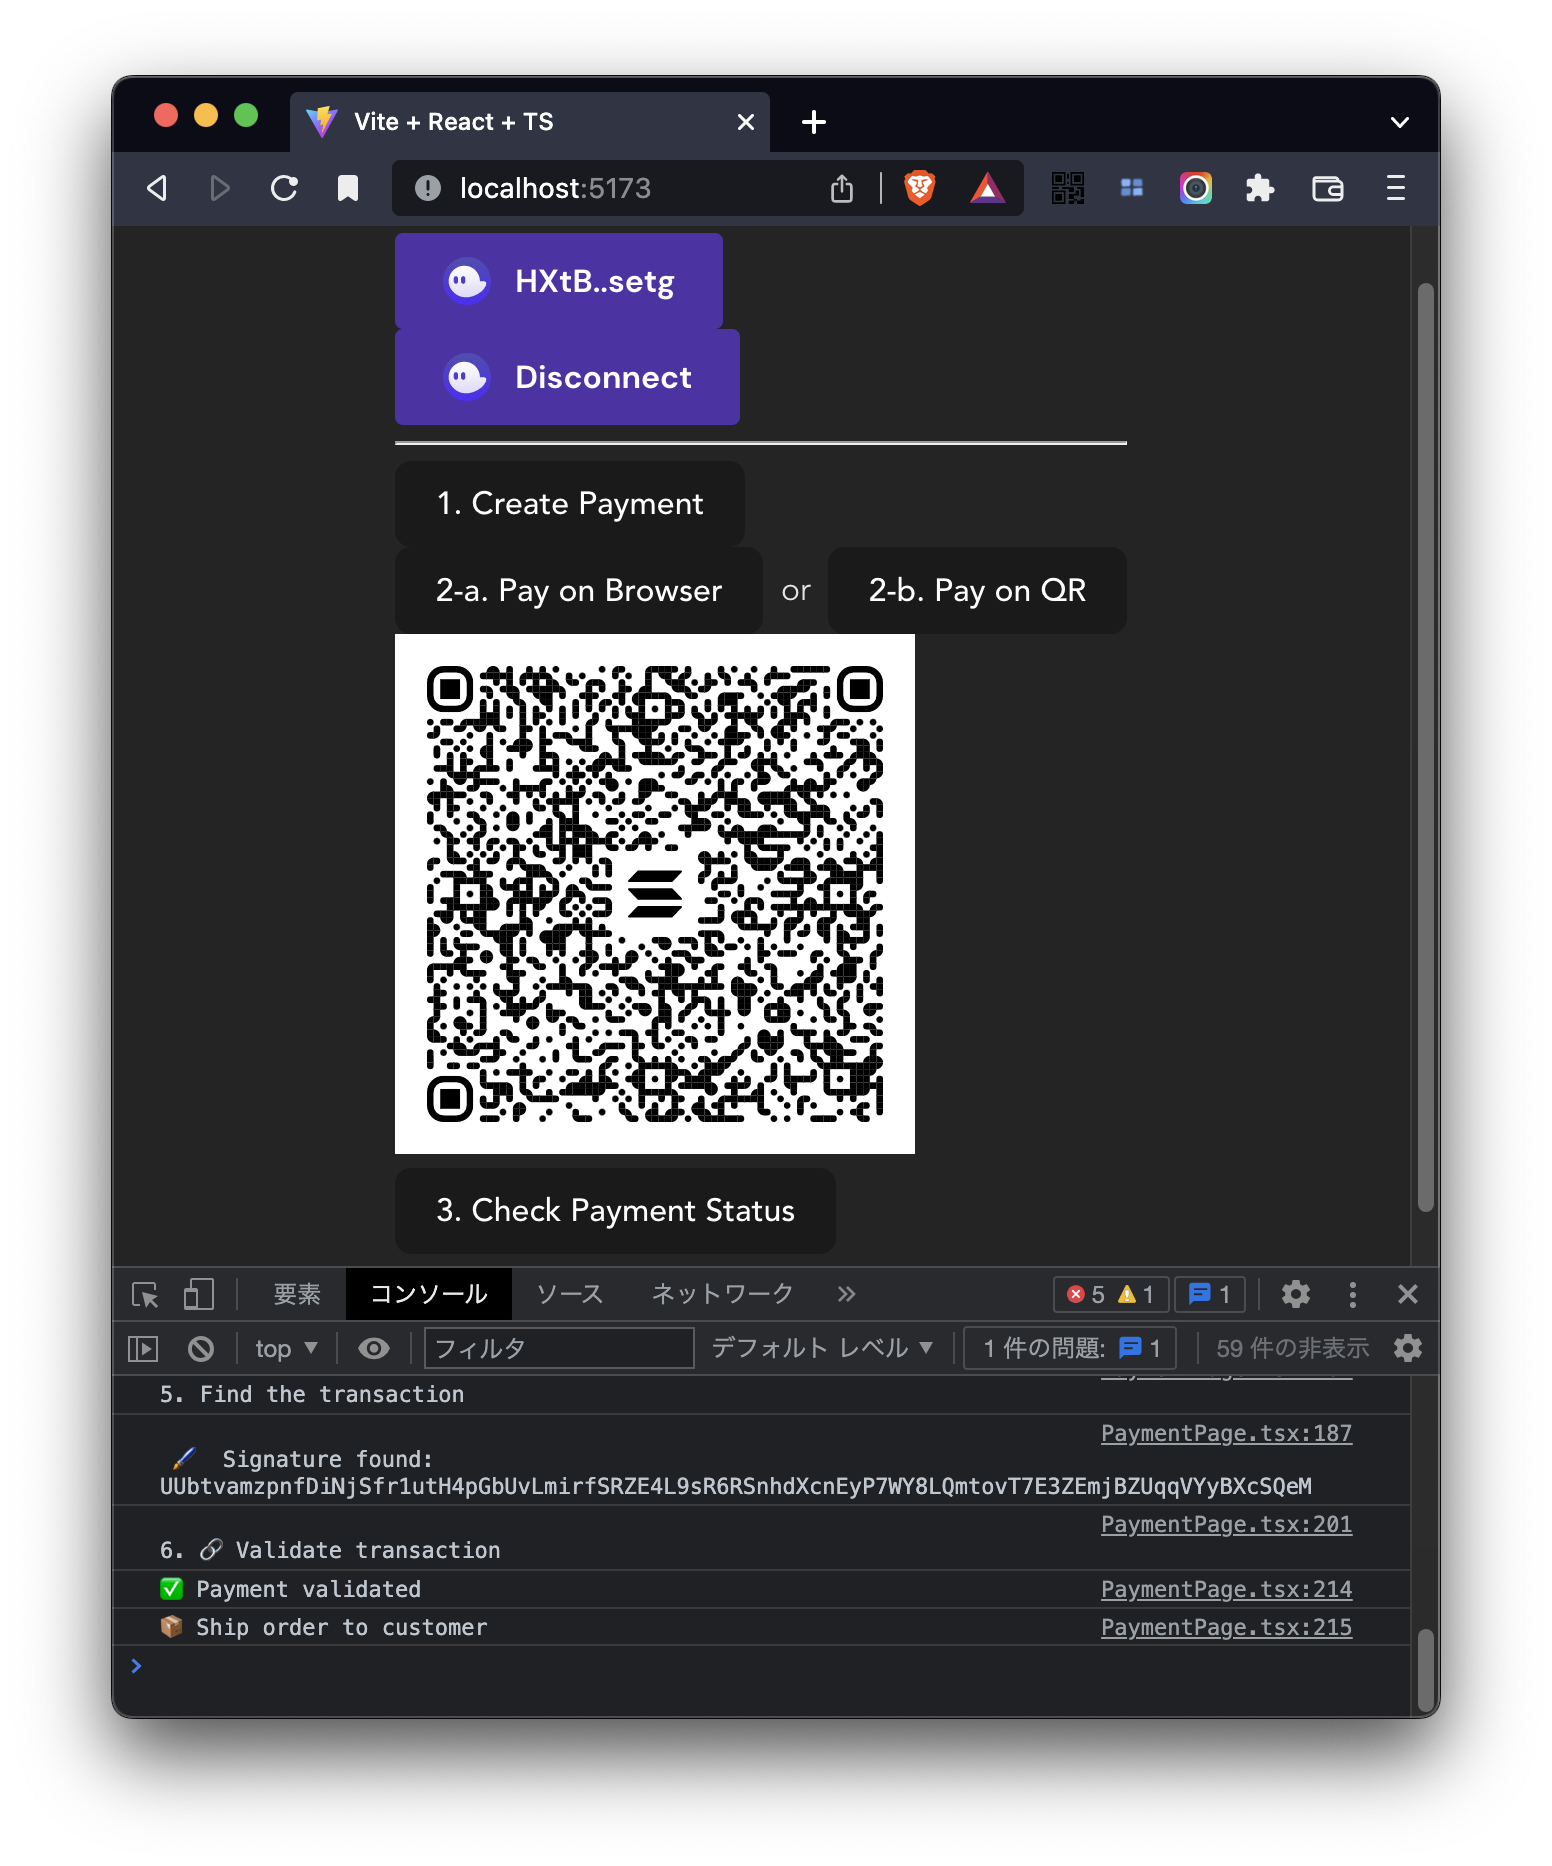 Vite + React + TS
localhost:5173
HXtB..setg
Disconnect
1. Create Payment
2-a. Pay on Browser or 2-b. Pay on QR
3. Check Payment Status
要素 コンソール ソース ネットワーク 5 1 1
top フィルタ デフォルト レベル 1 件の問題: 1 59 件の非表示
5. Find the transaction
PaymentPage.tsx:187
🖌️ Signature found:
UUbtvamzpnfDiNjSfr1utH4pGbUvLmirfSRZE4L9sR6RSnhdXcnEyP7WY8LQmtovT7E3ZEmjBZUqqVYyBXcSQeM
PaymentPage.tsx:201
6. 🔗 Validate transaction
✅ Payment validated PaymentPage.tsx:214
📦 Ship order to customer PaymentPage.tsx:215